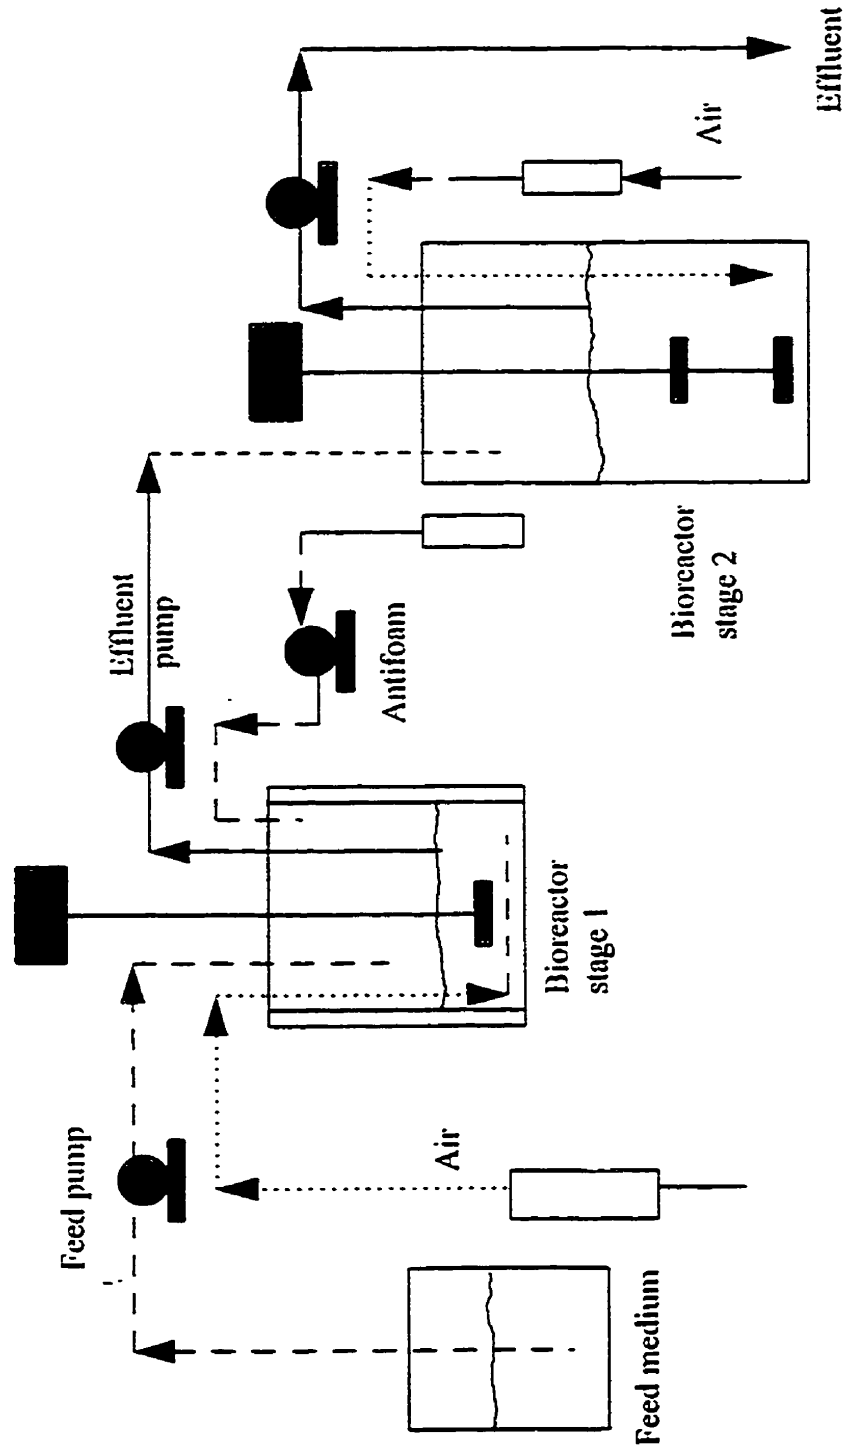 Feed pump
Effluent
pump
Air
Antifoam
Air
Feed medium
Bioreactor
stage 1
Bioreactor
stage 2
Effluent